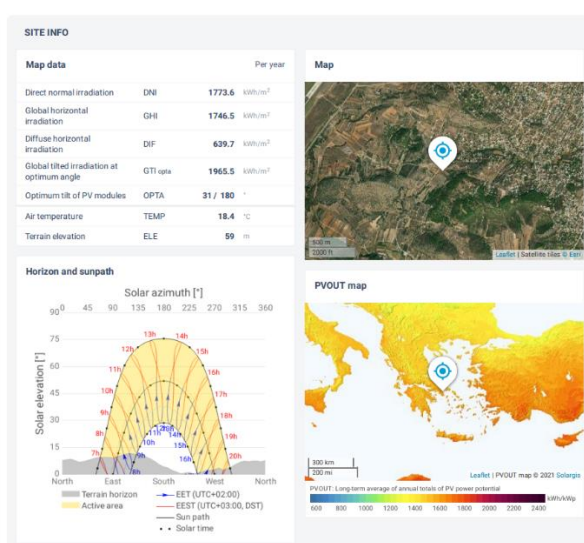 SITE INFO
Map data Per year
Direct normal irradiation DNI 1773.6 kWh/m²
Global horizontal
irradiation GHI 1746.5 kWh/m²
Diffuse horizontal
irradiation DIF 639.7 kWh/m²
Global tilted irradiation at
optimum angle GTI opta 1965.5 kWh/m²
Optimum tilt of PV modules OPTA 31 / 180 °
Air temperature TEMP 18.4 °C
Terrain elevation ELE 59 m
Map
500 m
2000 ft
Leaflet | Satellite tiles © Esri
Horizon and sunpath
Solar azimuth [°]
0 45 90 135 180 225 270 315 360
Solar elevation [°]
90
75
60
45
30
15
0
13h 14h
12h 15h
11h 16h
10h 17h
9h 18h
8h 19h
7h 20h
11h 14h
10h 15h
9h 16h
8h
North East South West North
Terrain horizon
Active area
EET (UTC+02:00)
EEST (UTC+03:00, DST)
Sun path
Solar time
PVOUT map
300 km
200 mi
Leaflet | PVOUT map © 2021 Solargis
PVOUT: Long-term average of annual totals of PV power potential
kWh/kWp
600 800 1000 1200 1400 1600 1800 2000 2200 2400